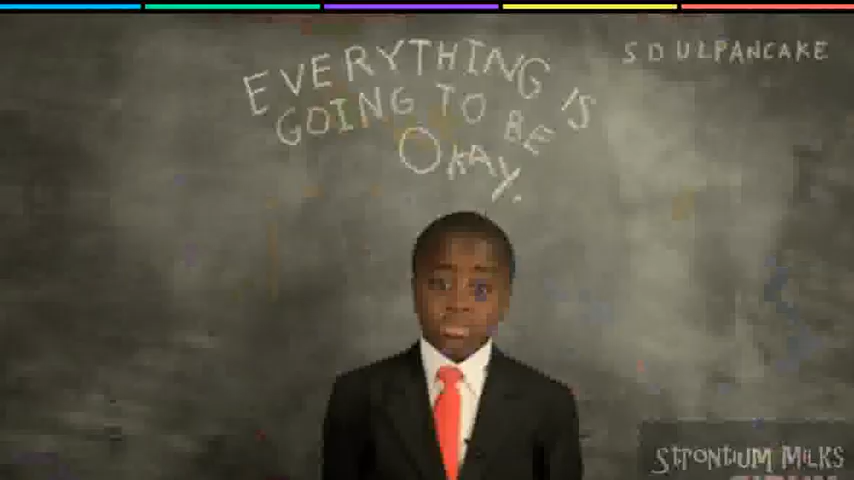 EVERYTHING IS
GOING TO BE
OKAY.
SOULPANCAKE
Strontium Milks